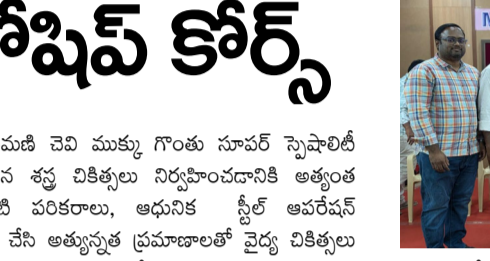 ోషిప్ కోర్స్
మణి చెవి ముక్కు గొంతు సూపర్ స్పెషాలిటీ
న శస్త్ర చికిత్సలు నిర్వహించడానికి అత్యంత
టి పరికరాలు, ఆధునిక స్టీల్ ఆపరేషన్
చేసి అత్యున్నత ప్రమాణాలతో వైద్య చికిత్సలు